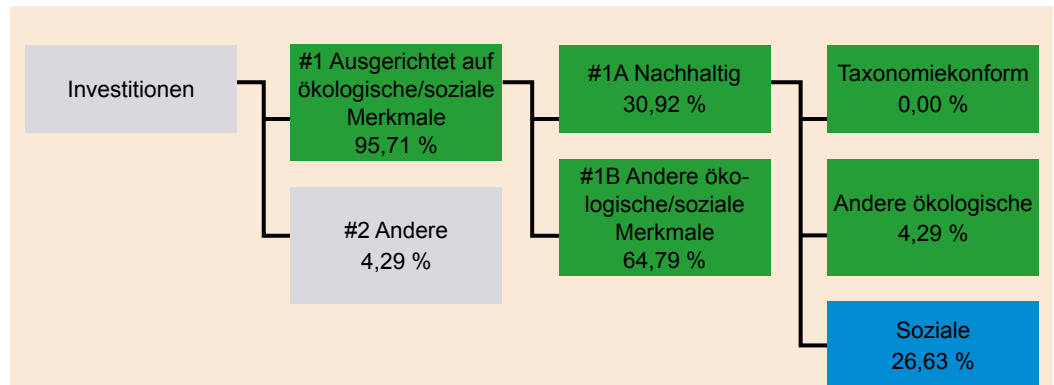 Investitionen
#1 Ausgerichtet auf
ökologische/soziale
Merkmale
95,71 %
#2 Andere
4,29 %
#1A Nachhaltig
30,92 %
#1B Andere öko-
logische/soziale
Merkmale
64,79 %
Taxonomiekonform
0,00 %
Andere ökologische
4,29 %
Soziale
26,63 %